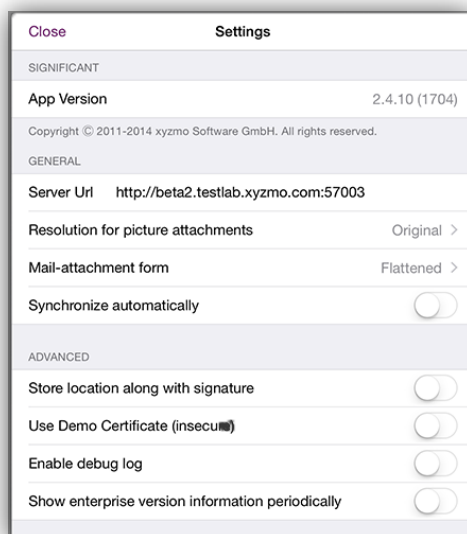 Close Settings
SIGNIFICANT
App Version 2.4.10 (1704)
Copyright © 2011-2014 xyzmo Software GmbH. All rights reserved.
GENERAL
Server Url http://beta2.testlab.xyzmo.com:57003
Resolution for picture attachments Original >
Mail-attachment form Flattened >
Synchronize automatically
ADVANCED
Store location along with signature
Use Demo Certificate
Enable debug log
Show enterprise version information periodically